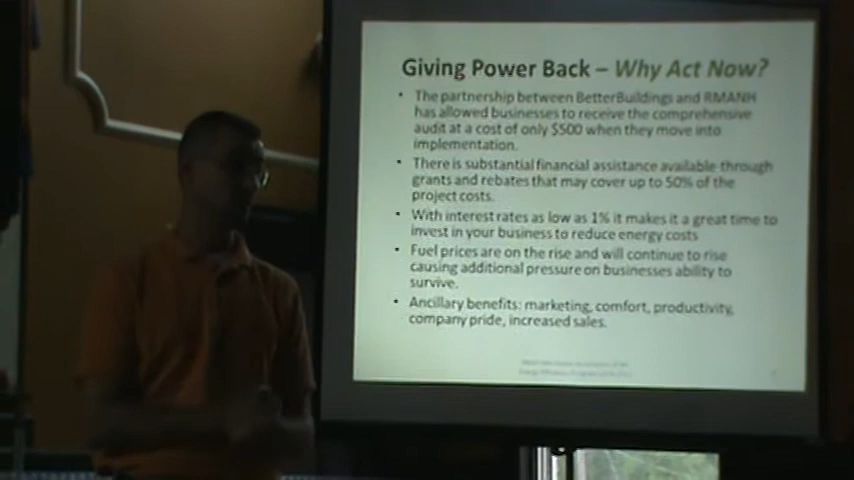 Giving Power Back – Why Act Now?
• The partnership between BetterBuildings and RMANH
has allowed businesses to receive the comprehensive
audit at a cost of only $500 when they move into
implementation.
• There is substantial financial assistance available through
grants and rebates that may cover up to 50% of the
project costs.
• With interest rates as low as 1% it makes it a great time to
invest in your business to reduce energy costs
• Fuel prices are on the rise and will continue to rise
causing additional pressure on businesses ability to
survive.
• Ancillary benefits: marketing, comfort, productivity,
company pride, increased sales.